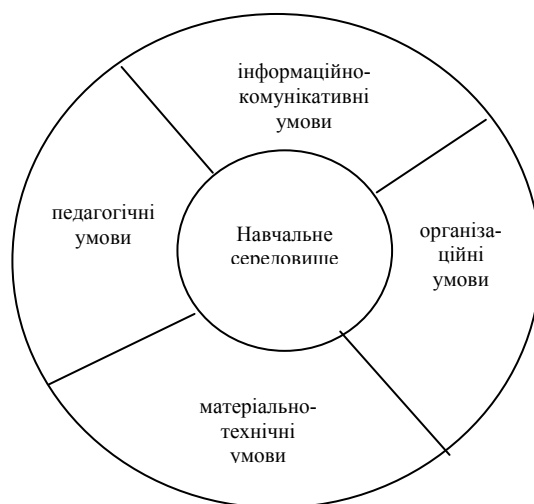 інформаційно-
комунікативні
умови
педагогічні
умови
Навчальне
середовище
організа-
ційні
умови
матеріально-
технічні
умови